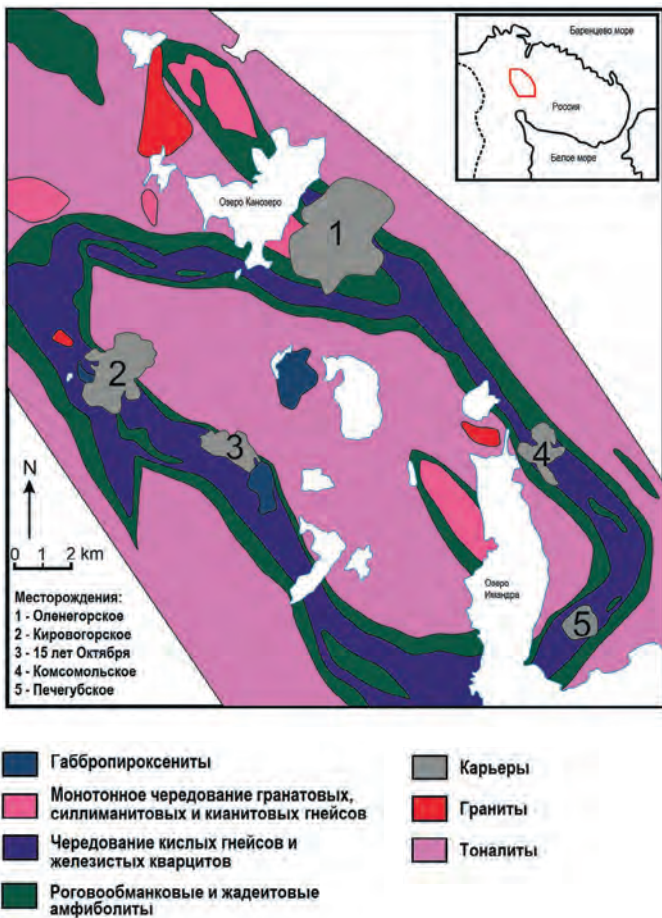 Баренцево море
Россия
Белое море
Озеро Канозеро
1
2
3
4
5
N
0 1 2 km
Озеро
Имандра
Месторождения:
1 - Оленегорское
2 - Кировогорское
3 - 15 лет Октября
4 - Комсомольское
5 - Печегубское
Габбропироксениты
Монотонное чередование гранатовых,
силлиманитовых и кианитовых гнейсов
Чередование кислых гнейсов и
железистых кварцитов
Роговообманковые и жадеитовые
амфиболиты
Карьеры
Граниты
Тоналиты